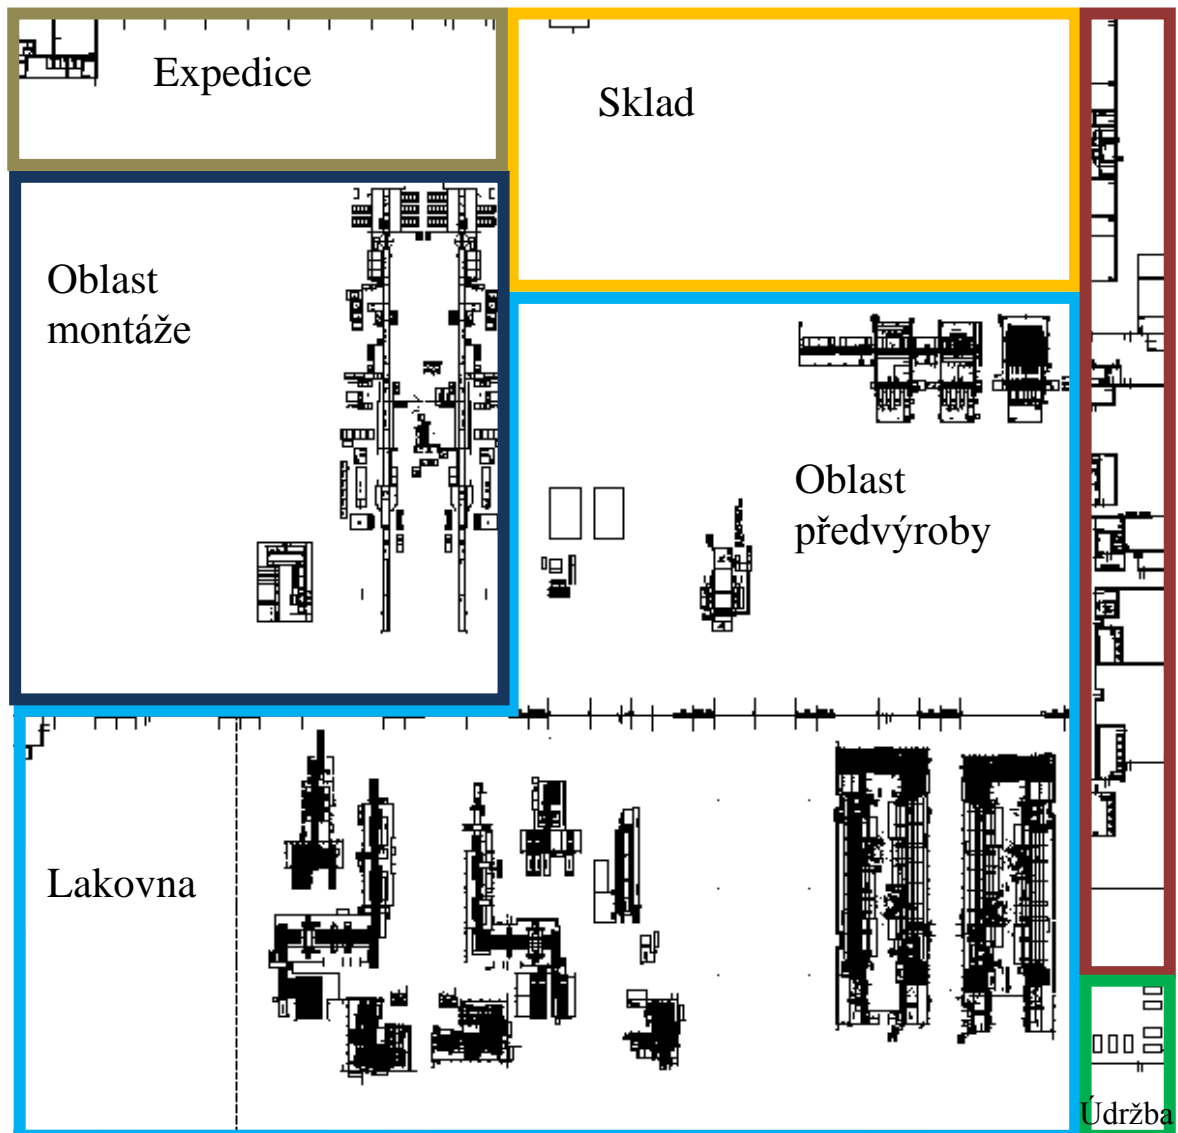 Expedice
Sklad
Oblast
montáže
Oblast
předvýroby
Lakovna
Údržba